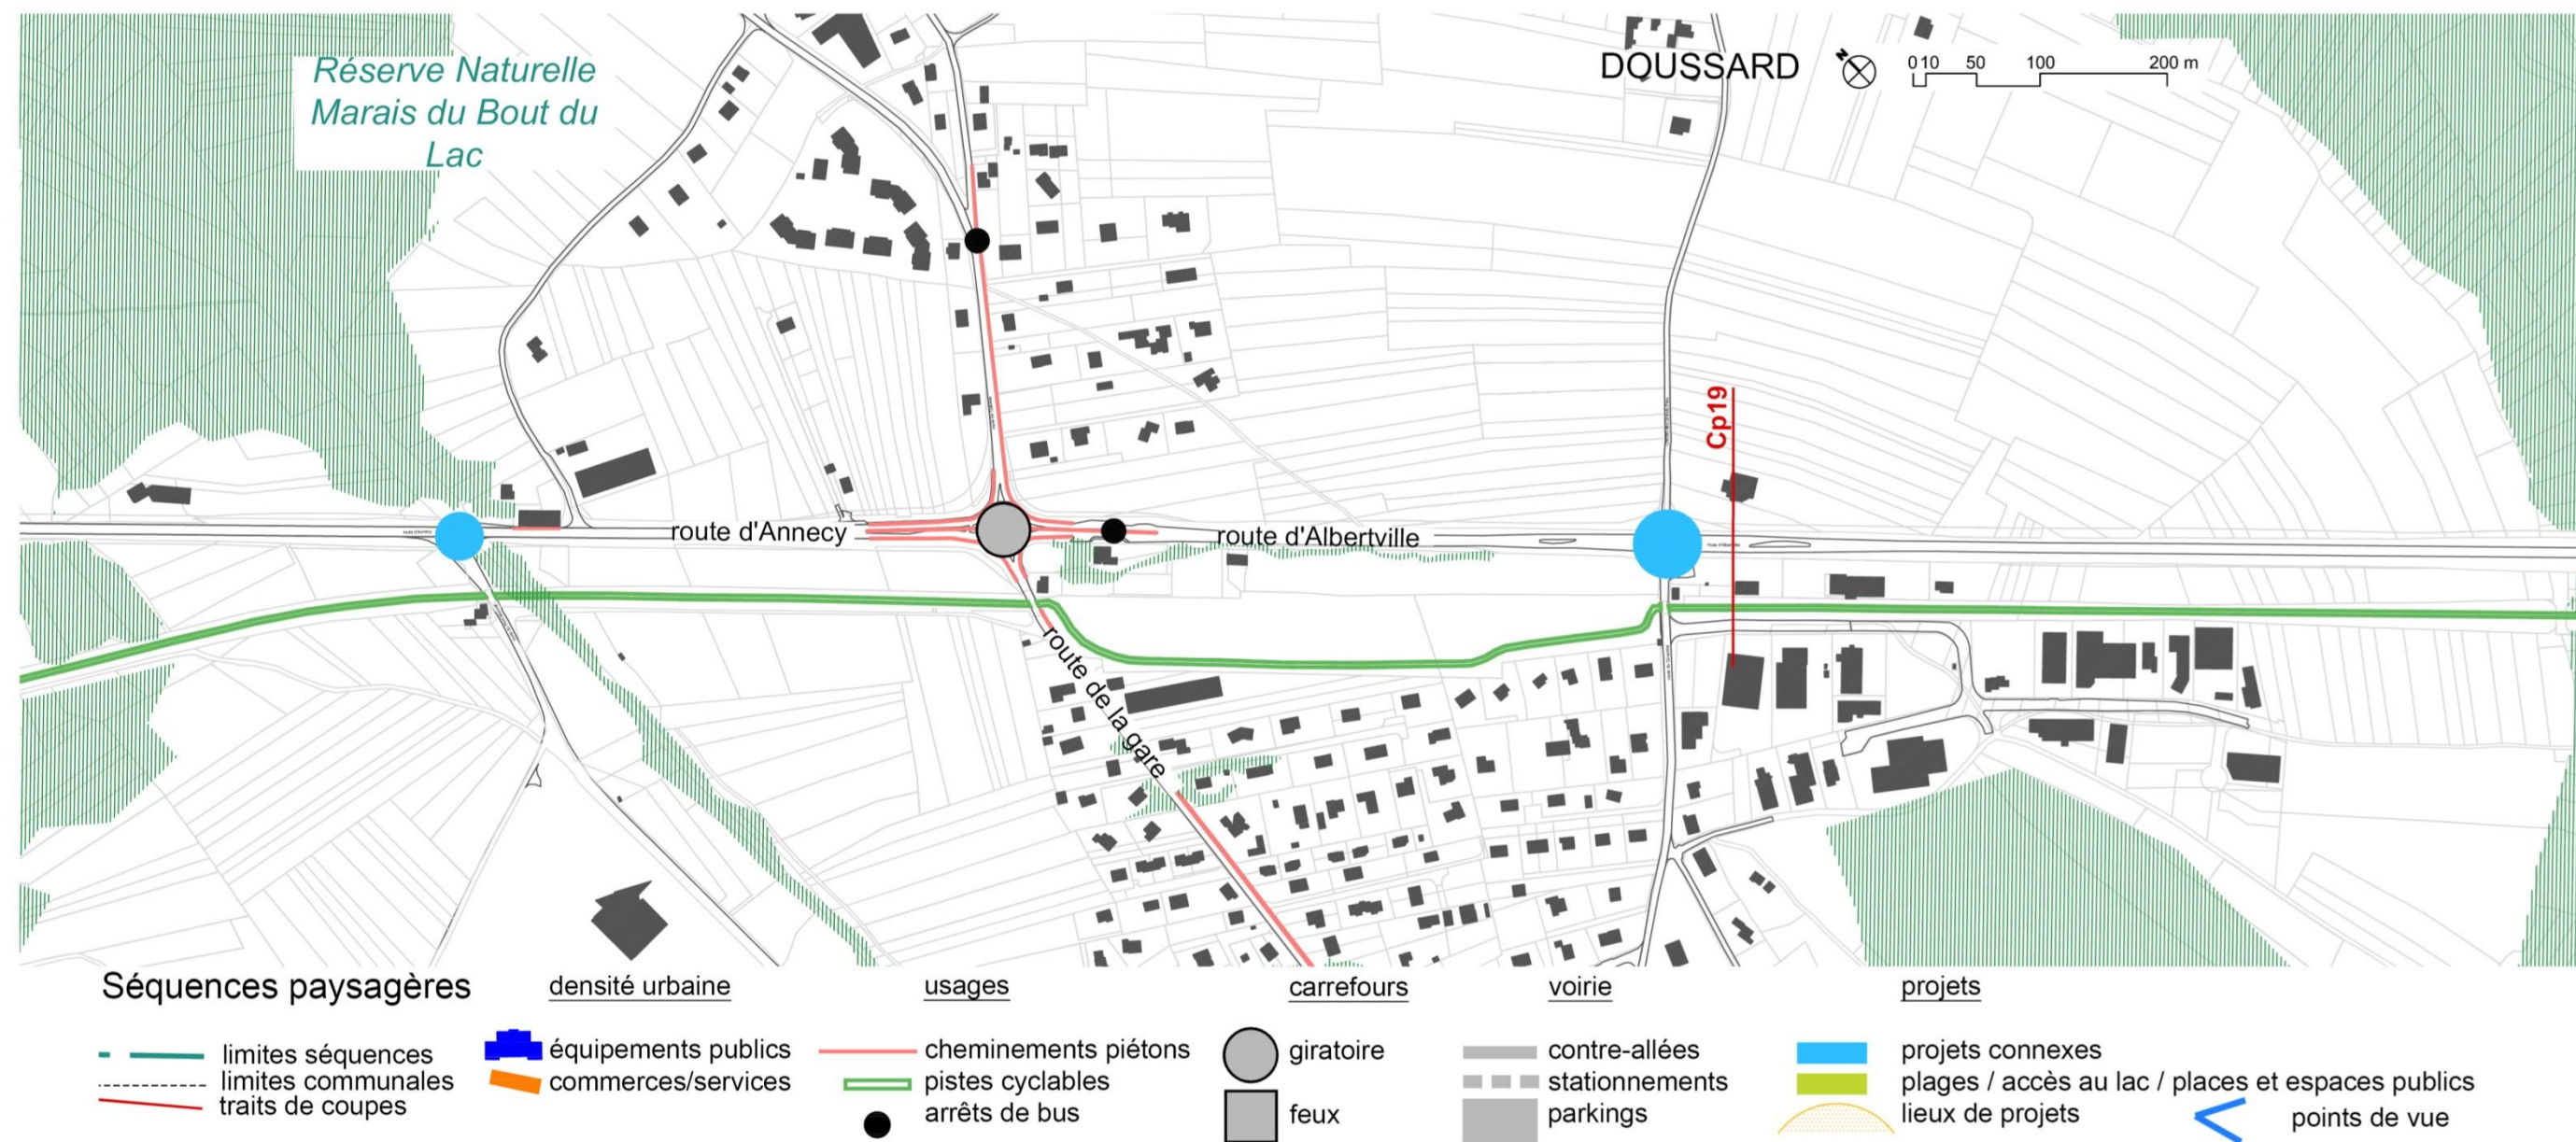 Réserve Naturelle
Marais du Bout du
Lac
DOUSSARD
N
0 10 50 100 200 m
Cp19
route d'Annecy
route d'Albertville
route de la gare
Séquences paysagères
limites séquences
limites communales
traits de coupes
densité urbaine
équipements publics
commerces/services
usages
cheminements piétons
pistes cyclables
arrêts de bus
carrefours
giratoire
feux
voirie
contre-allées
stationnements
parkings
projets
projets connexes
plages / accès au lac / places et espaces publics
lieux de projets
points de vue